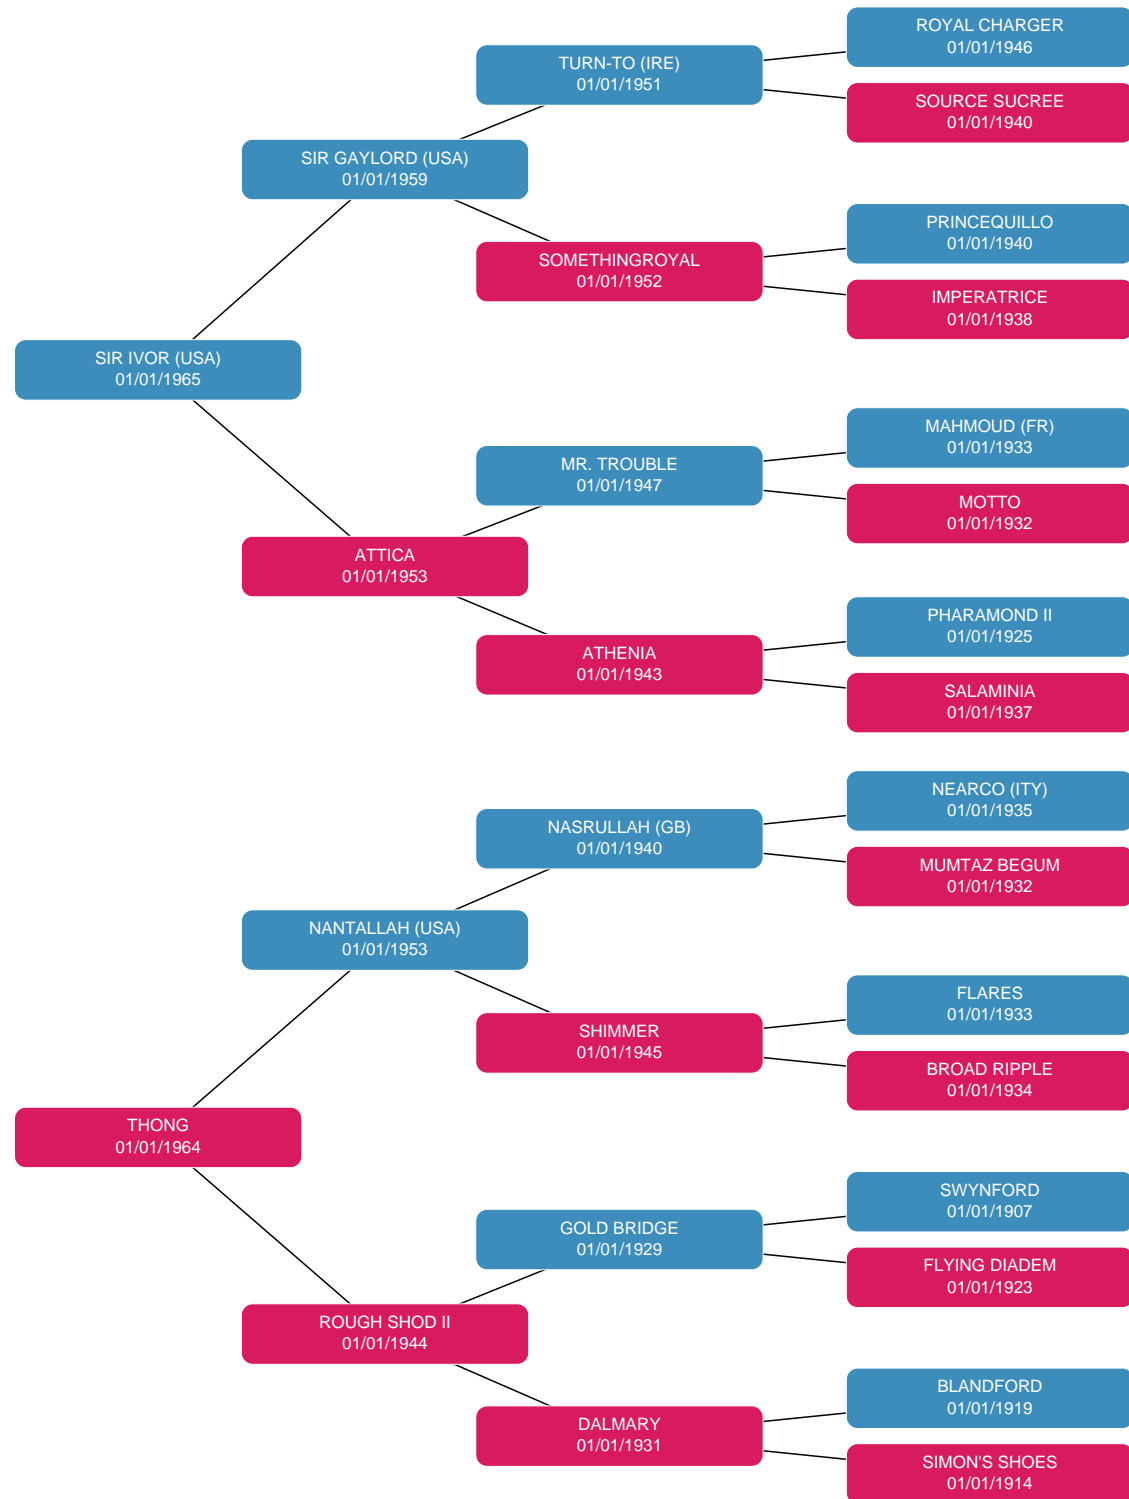 ROYAL CHARGER
01/01/1946
TURN-TO (IRE)
01/01/1951
SOURCE SUCREE
01/01/1940
SIR GAYLORD (USA)
01/01/1959
PRINCEQUILLO
01/01/1940
SOMETHINGROYAL
01/01/1952
IMPERATRICE
01/01/1938
SIR IVOR (USA)
01/01/1965
MAHMOUD (FR)
01/01/1933
MR. TROUBLE
01/01/1947
MOTTO
01/01/1932
ATTICA
01/01/1953
PHARAMOND II
01/01/1925
ATHENIA
01/01/1943
SALAMINIA
01/01/1937
NEARCO (ITY)
01/01/1935
NASRULLAH (GB)
01/01/1940
MUMTAZ BEGUM
01/01/1932
NANTALLAH (USA)
01/01/1953
FLARES
01/01/1933
SHIMMER
01/01/1945
BROAD RIPPLE
01/01/1934
THONG
01/01/1964
SWYNFORD
01/01/1907
GOLD BRIDGE
01/01/1929
FLYING DIADEM
01/01/1923
ROUGH SHOD II
01/01/1944
BLANDFORD
01/01/1919
DALMARY
01/01/1931
SIMON'S SHOES
01/01/1914